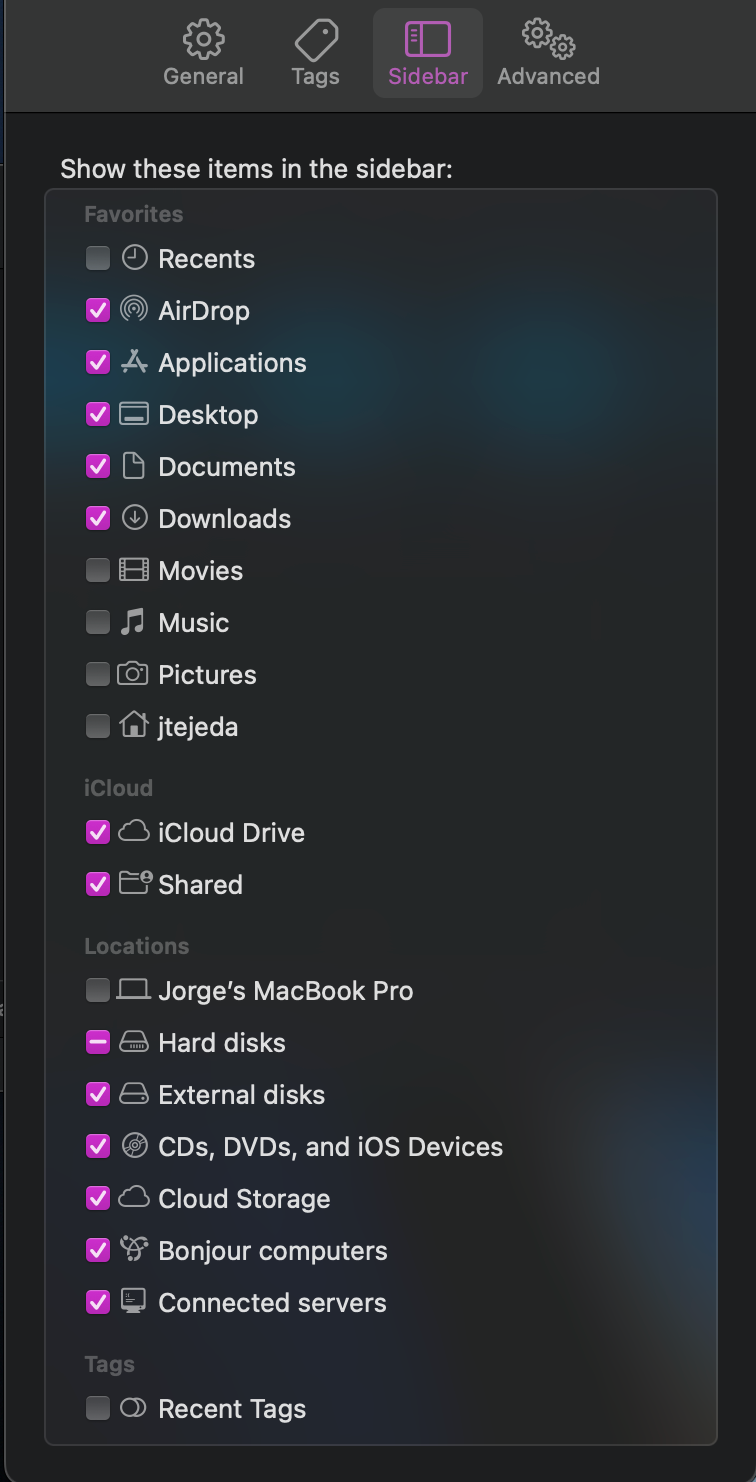 General
Tags
Sidebar
Advanced
Show these items in the sidebar:
Favorites
Recents
AirDrop
Applications
Desktop
Documents
Downloads
Movies
Music
Pictures
jtejeda
iCloud
iCloud Drive
Shared
Locations
Jorge’s MacBook Pro
Hard disks
External disks
CDs, DVDs, and iOS Devices
Cloud Storage
Bonjour computers
Connected servers
Tags
Recent Tags